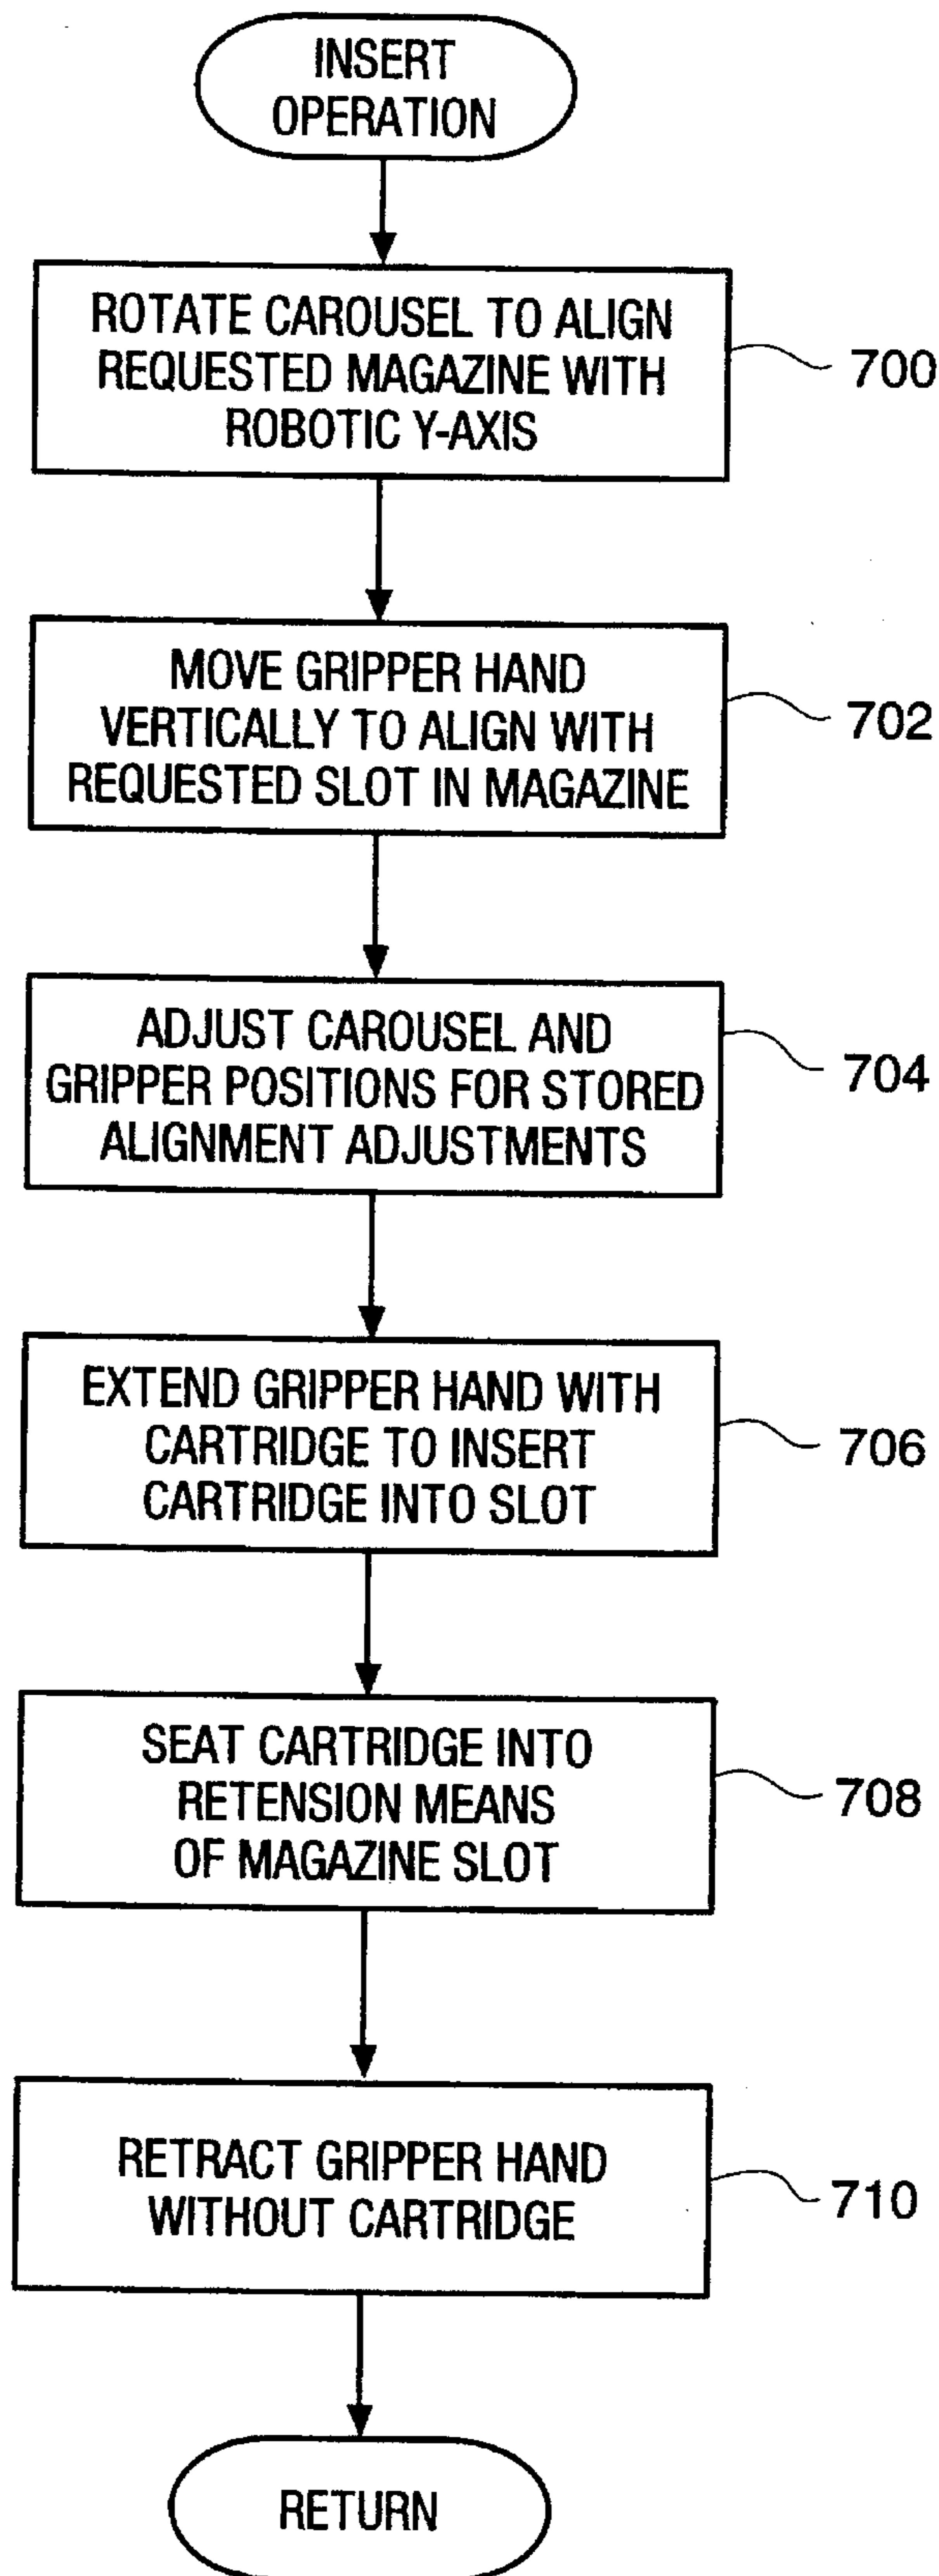 INSERT
OPERATION
ROTATE CAROUSEL TO ALIGN
REQUESTED MAGAZINE WITH
ROBOTIC Y-AXIS
700
MOVE GRIPPER HAND
VERTICALLY TO ALIGN WITH
REQUESTED SLOT IN MAGAZINE
702
ADJUST CAROUSEL AND
GRIPPER POSITIONS FOR STORED
ALIGNMENT ADJUSTMENTS
704
EXTEND GRIPPER HAND WITH
CARTRIDGE TO INSERT
CARTRIDGE INTO SLOT
706
SEAT CARTRIDGE INTO
RETENSION MEANS
OF MAGAZINE SLOT
708
RETRACT GRIPPER HAND
WITHOUT CARTRIDGE
710
RETURN